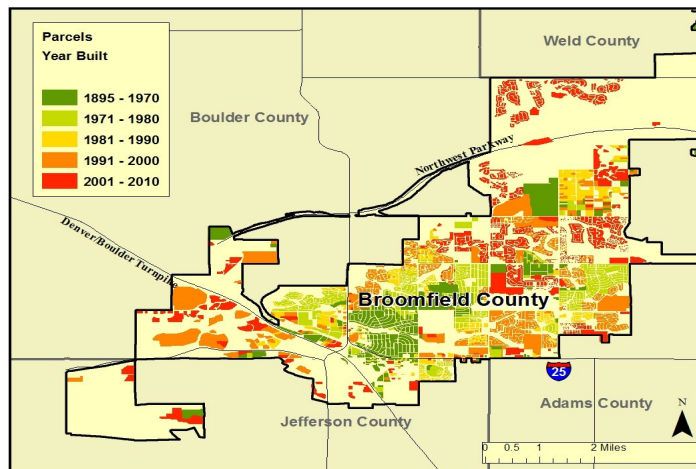 Parcels
Year Built
1895 - 1970
1971 - 1980
1981 - 1990
1991 - 2000
2001 - 2010
Weld County
Boulder County
Northwest Parkway
Denver/Boulder Turnpike
Broomfield County
25
Jefferson County
Adams County
N
0 0.5 1 2 Miles